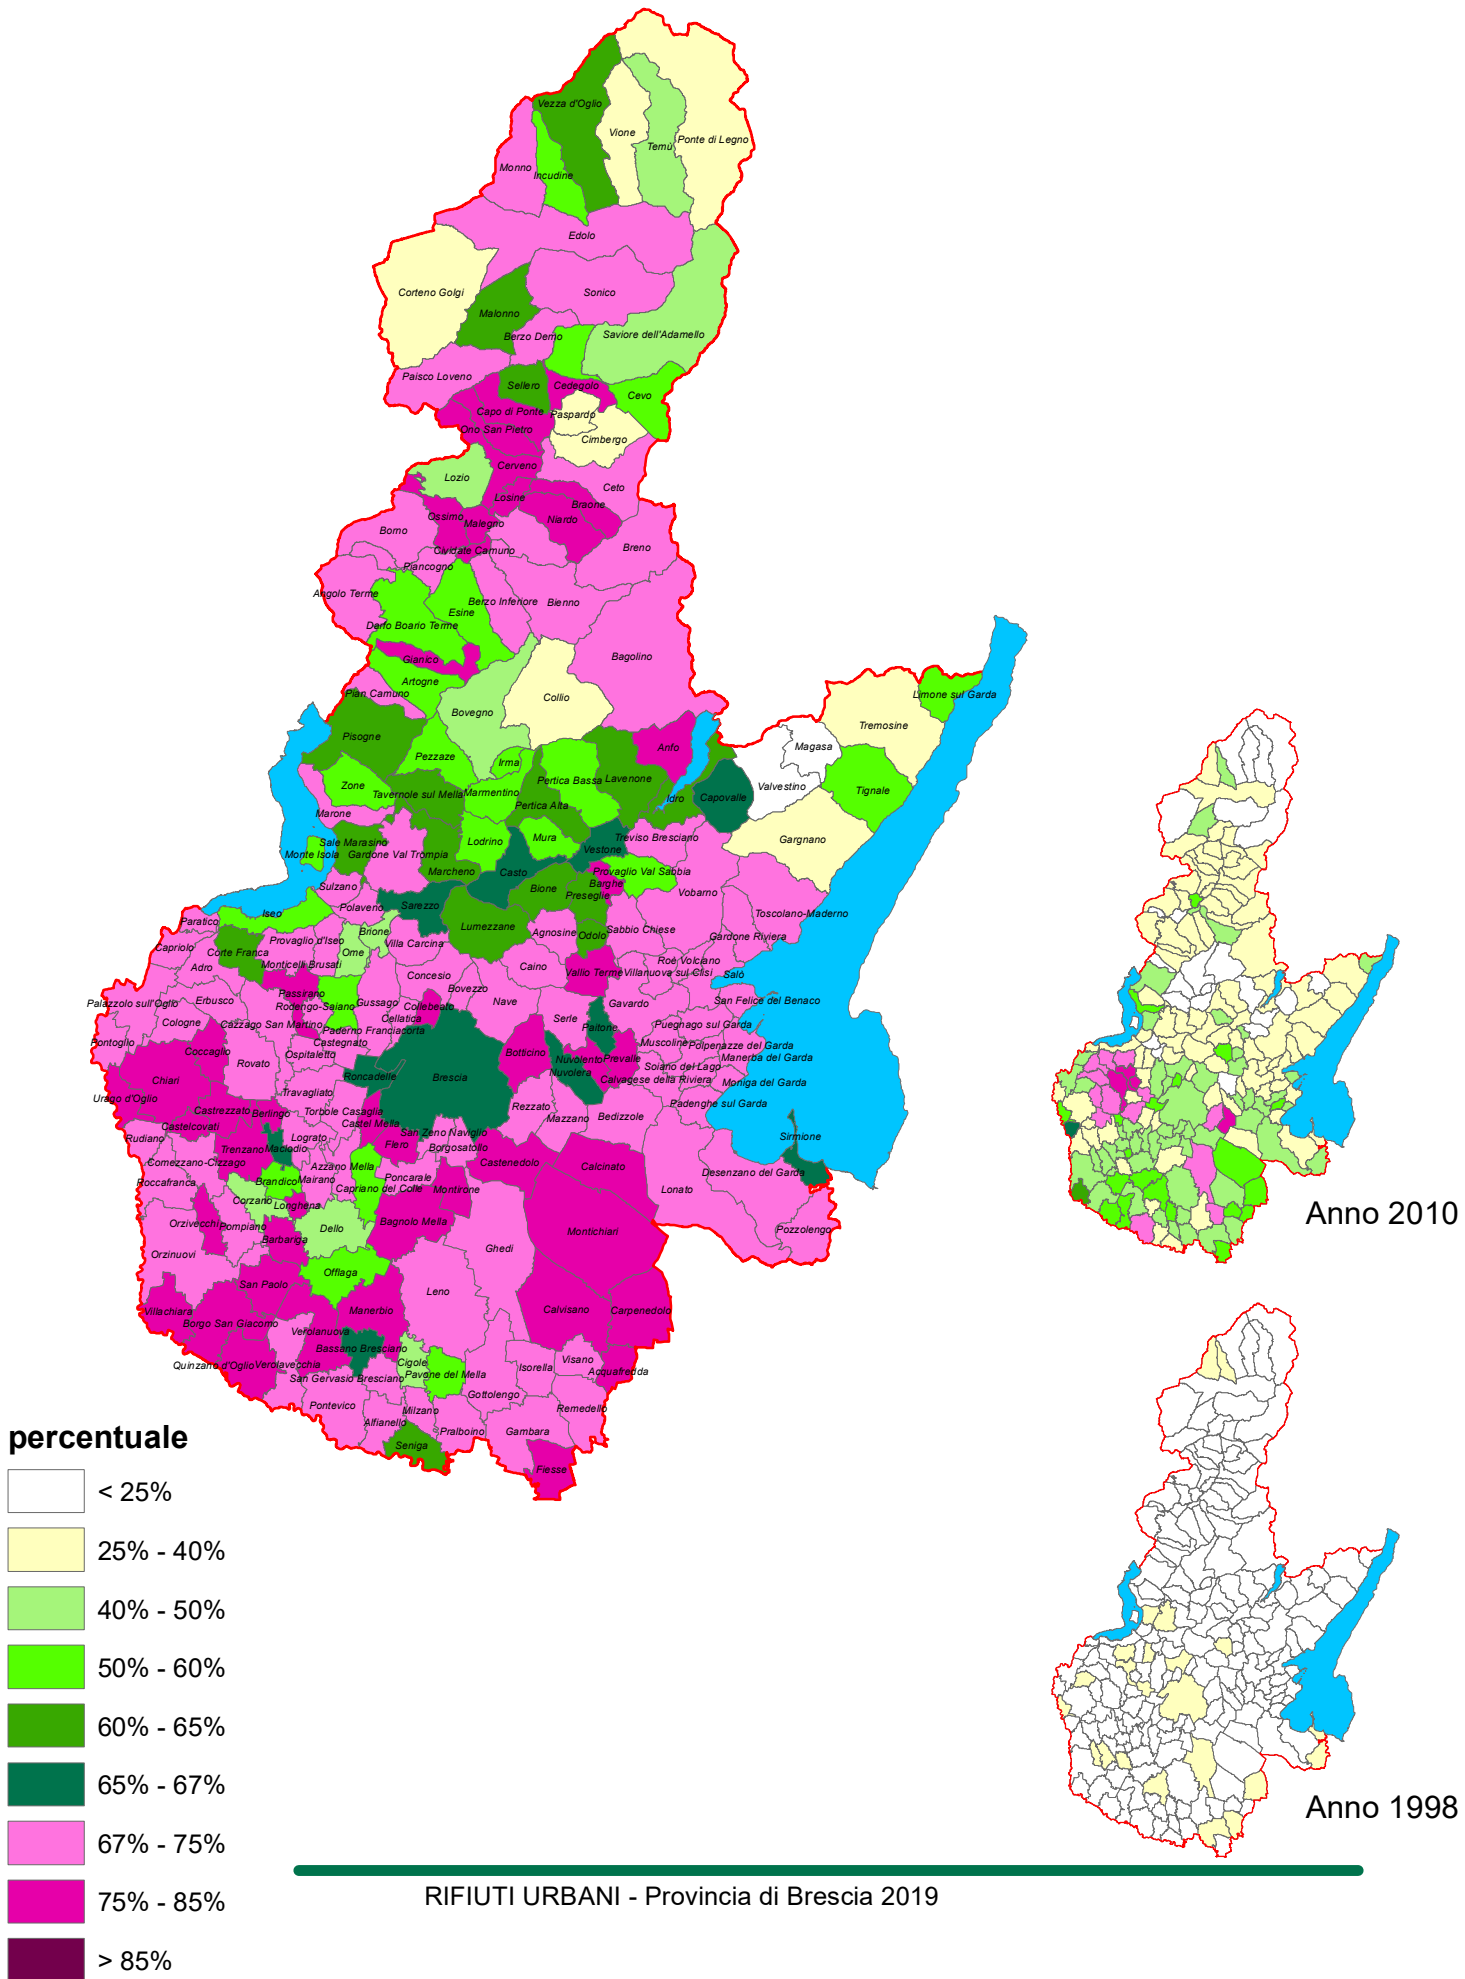 Vezza d'Oglio
Vione
Temù
Ponte di Legno
Monno
Incudine
Edolo
Corteno Golgi
Sonico
Malonno
Berzo Demo
Saviore dell'Adamello
Paisco Loveno
Sellero
Cedegolo
Cevo
Capo di Ponte
Paspardo
Ono San Pietro
Cimbergo
Cerveno
Lozio
Ceto
Losine
Braone
Ossimo
Malegno
Niardo
Borno
Cividate Camuno
Breno
Piancogno
Angolo Terme
Berzo Inferiore
Bienno
Esine
Darfo Boario Terme
Gianico
Bagolino
Artogne
Pian Camuno
Collio
Limone sul Garda
Bovegno
Tremosine
Pisogne
Anfo
Magasa
Pezzaze
Irma
Zone
Pertica Bassa
Lavenone
Valvestino
Tignale
Tavernole sul Mella
Marmentino
Pertica Alta
Idro
Capovalle
Marone
Sale Marasino
Lodrino
Mura
Treviso Bresciano
Gargnano
Monte Isola
Gardone Val Trompia
Vestone
Marcheno
Casto
Provaglio Val Sabbia
Sulzano
Bione
Barghe
Preseglie
Vobarno
Polaveno
Sarezzo
Iseo
Toscolano-Maderno
Paratico
Brione
Lumezzane
Agnosine
Odolo
Sabbio Chiese
Gardone Riviera
Capriolo
Corte Franca
Provaglio d'Iseo
Ome
Villa Carcina
Adro
Monticelli Brusati
Concesio
Caino
Vallio Terme
Roè Volciano
Villanuova sul Clisi
Salò
Palazzolo sull'Oglio
Erbusco
Passirano
Rodengo-Saiano
Gussago
Collebeato
Bovezzo
Nave
Gavardo
San Felice del Benaco
Cologne
Cazzago San Martino
Paderno Franciacorta
Cellatica
Serle
Paitone
Puegnago sul Garda
Pontoglio
Coccaglio
Rovato
Ospitaletto
Castegnato
Muscoline
Polpenazze del Garda
Botticino
Nuvolento
Prevalle
Manerba del Garda
Chiari
Roncadelle
Brescia
Nuvolera
Soiano del Lago
Calvagese della Riviera
Moniga del Garda
Urago d'Oglio
Travagliato
Castrezzato
Berlingo
Torbole Casaglia
Rezzato
Mazzano
Bedizzole
Padenghe sul Garda
Castelcovati
Castel Mella
San Zeno Naviglio
Sirmione
Rudiano
Trenzano
Maclodio
Lograto
Flero
Borgosatollo
Comezzano-Cizzago
Azzano Mella
Castenedolo
Calcinato
Desenzano del Garda
Roccafranca
Brandico
Mairano
Capriano del Colle
Poncarale
Montirone
Lonato
Corzano
Longhena
Orzivecchi
Pompiano
Dello
Bagnolo Mella
Montichiari
Pozzolengo
Orzinuovi
Barbariga
Ghedi
Offlaga
San Paolo
Leno
Villachiara
Manerbio
Calvisano
Carpenedolo
Borgo San Giacomo
Verolanuova
Bassano Bresciano
Quinzano d'Oglio
Verolavecchia
Cigole
Pavone del Mella
Isorella
Visano
Acquafredda
San Gervasio Bresciano
Gottolengo
Pontevico
Alfianello
Milzano
Remedello
Seniga
Pralboino
Gambara
Fiesse
Anno 2010
Anno 1998
percentuale
< 25%
25% - 40%
40% - 50%
50% - 60%
60% - 65%
65% - 67%
67% - 75%
75% - 85%
> 85%
RIFIUTI URBANI - Provincia di Brescia 2019